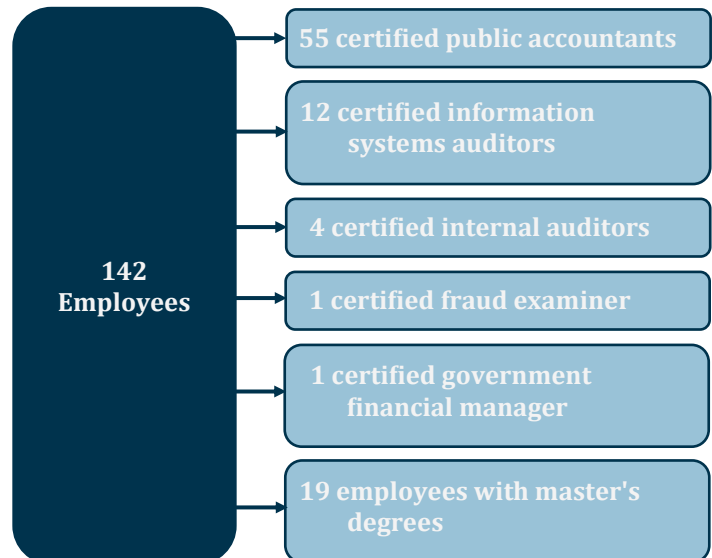 142
Employees
55 certified public accountants
12 certified information
systems auditors
4 certified internal auditors
1 certified fraud examiner
1 certified government
financial manager
19 employees with master's
degrees